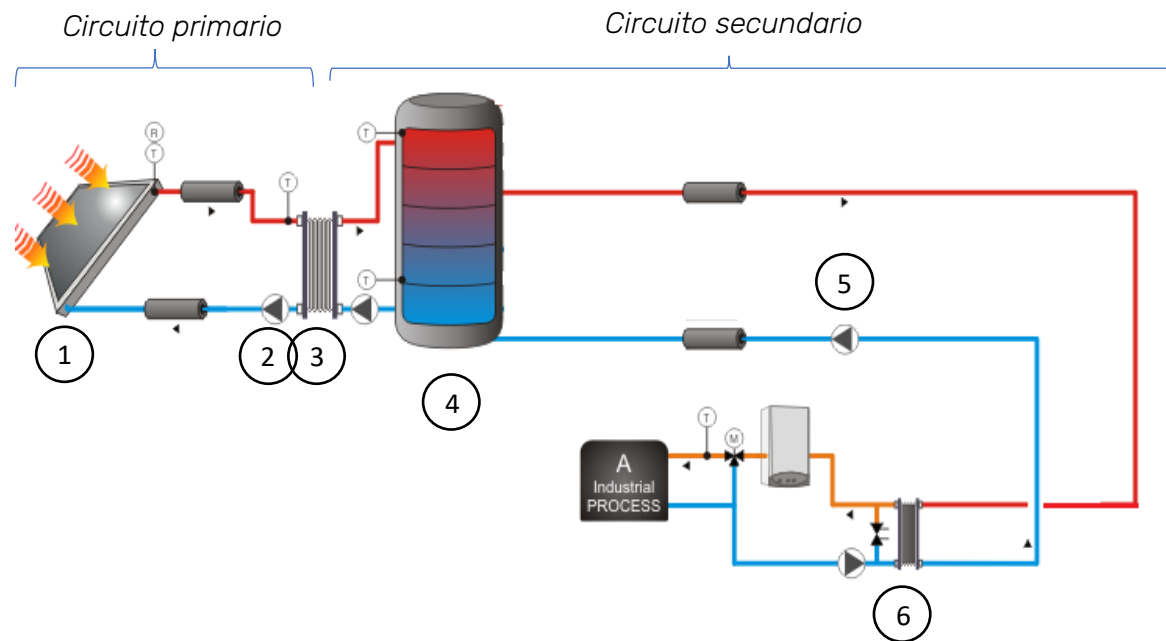 Circuito primario
Circuito secundario
R
T
T
T
T
1
2
3
4
5
T
M
A
Industrial
PROCESS
6